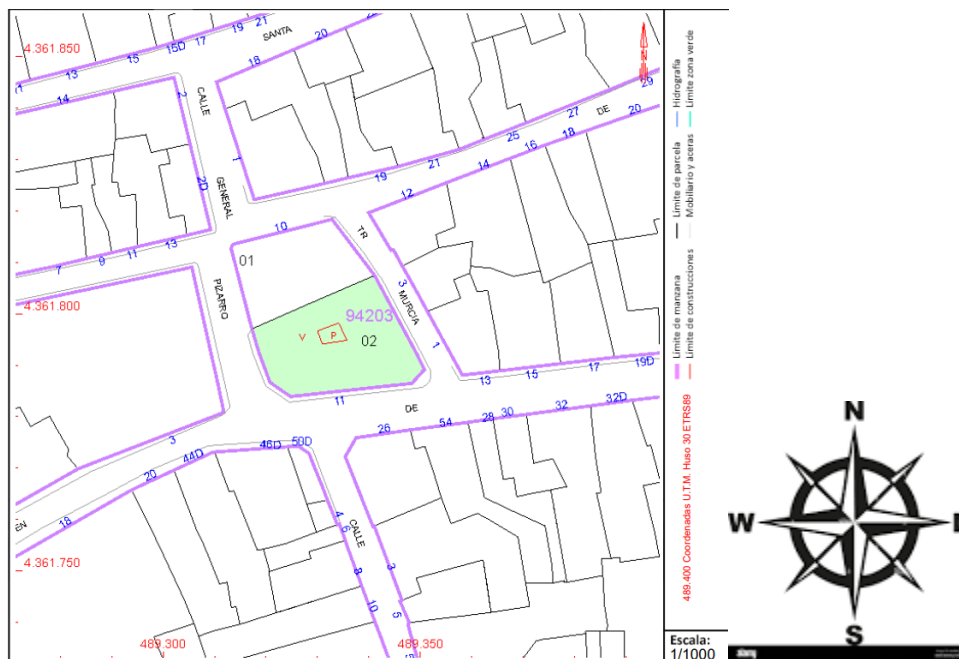 4.361.850
13
15
15D
17
19
21
SANTA
18
20
14
2
CALLE
1
2D
GENERAL
19
21
25
27
29
DE
12
14
16
18
20
7
9
11
13
10
01
TR
3
MURCIA
1
PIZARRO
4.361.800
94203
V
P
02
11
DE
13
15
17
19D
26
54
28
30
32
32D
3
20
44D
46D
50D
18
EN
4
6
8
10
CALLE
3
5
4.361.750
489.300
489.350
Límite de manzana
Límite de parcela
Hidrografía
Límite de construcciones
Mobiliario y aceras
Límite zona verde
489.400 Coordenadas U.T.M. Huso 30 ETRS89
Escala:
1/1000
N
W
E
S
alamy